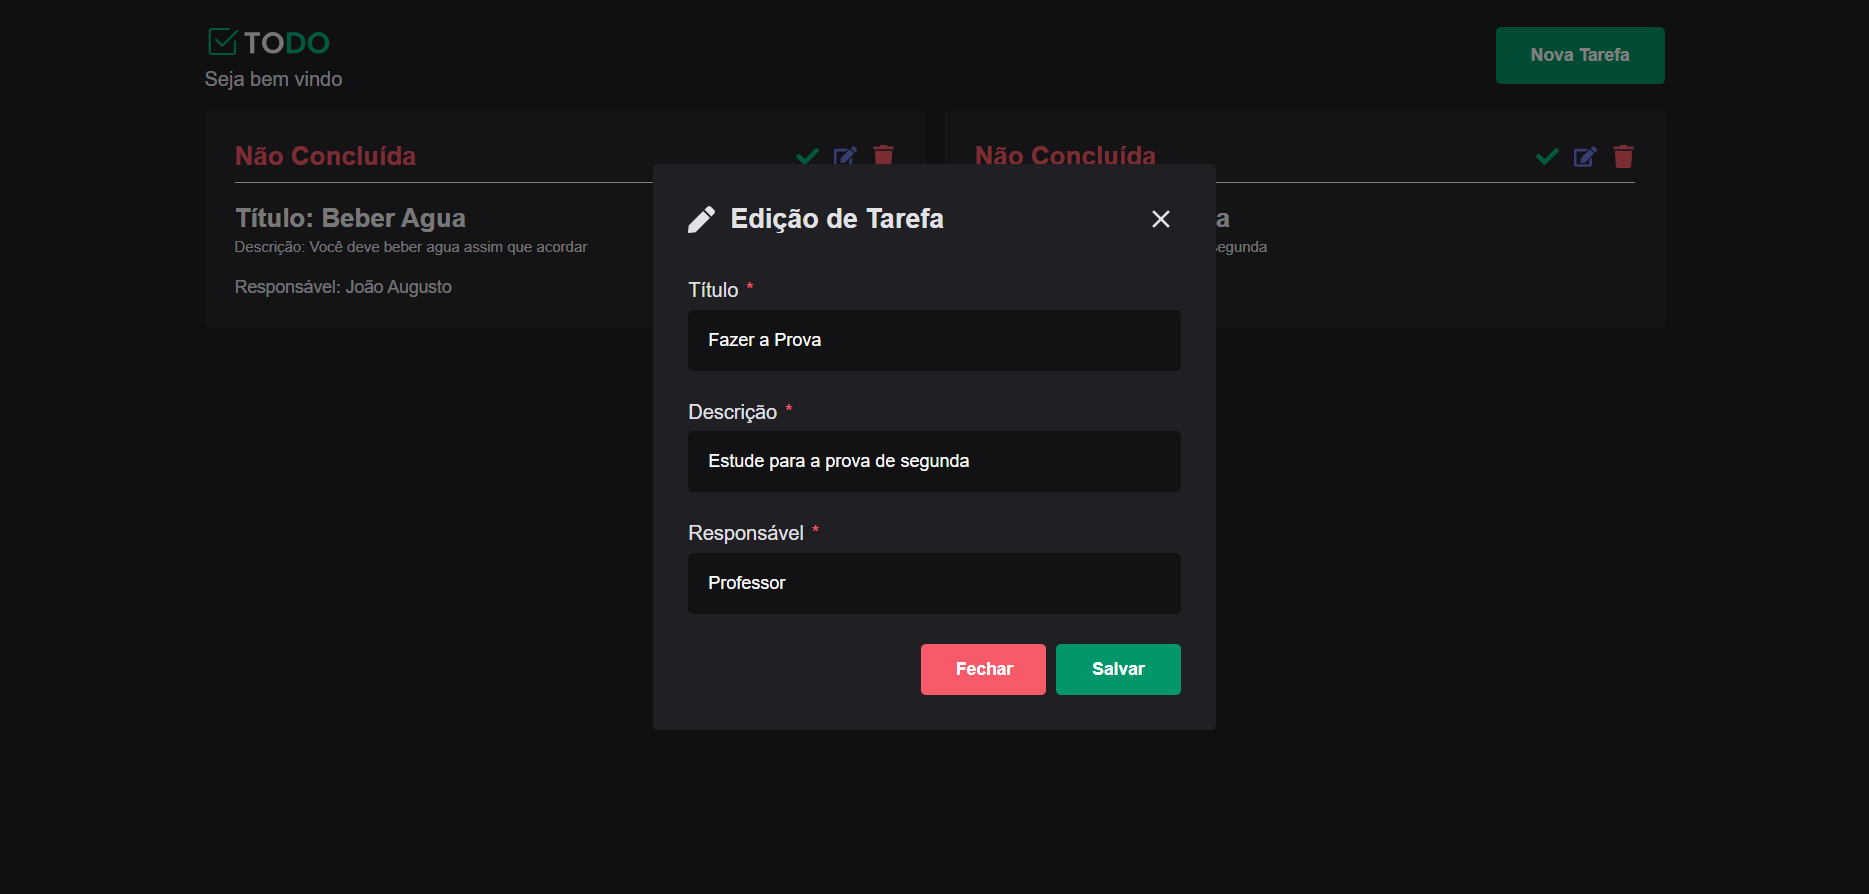 TODO
Seja bem vindo
Nova Tarefa
Não Concluída
Título: Beber Agua
Descrição: Você deve beber agua assim que acordar
Responsável: João Augusto
Não Concluída
Edição de Tarefa
Título *
Fazer a Prova
Descrição *
Estude para a prova de segunda
Responsável *
Professor
Fechar
Salvar